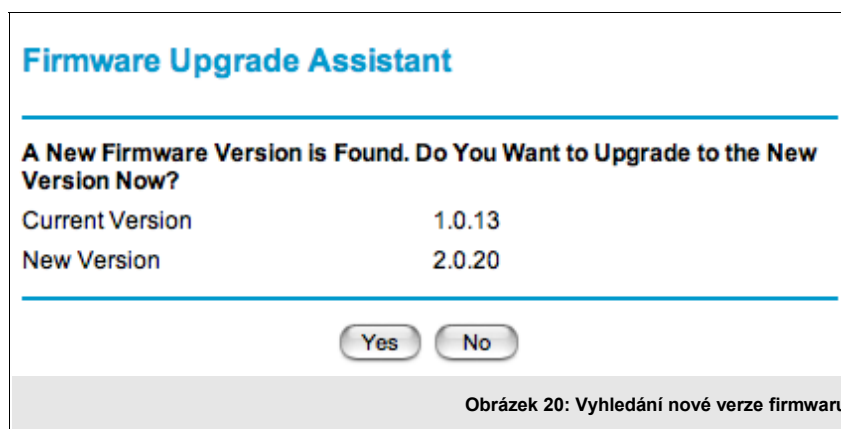 Firmware Upgrade Assistant
A New Firmware Version is Found. Do You Want to Upgrade to the New
Version Now?
Current Version 1.0.13
New Version 2.0.20
Yes No
Obrázek 20: Vyhledání nové verze firmwaru